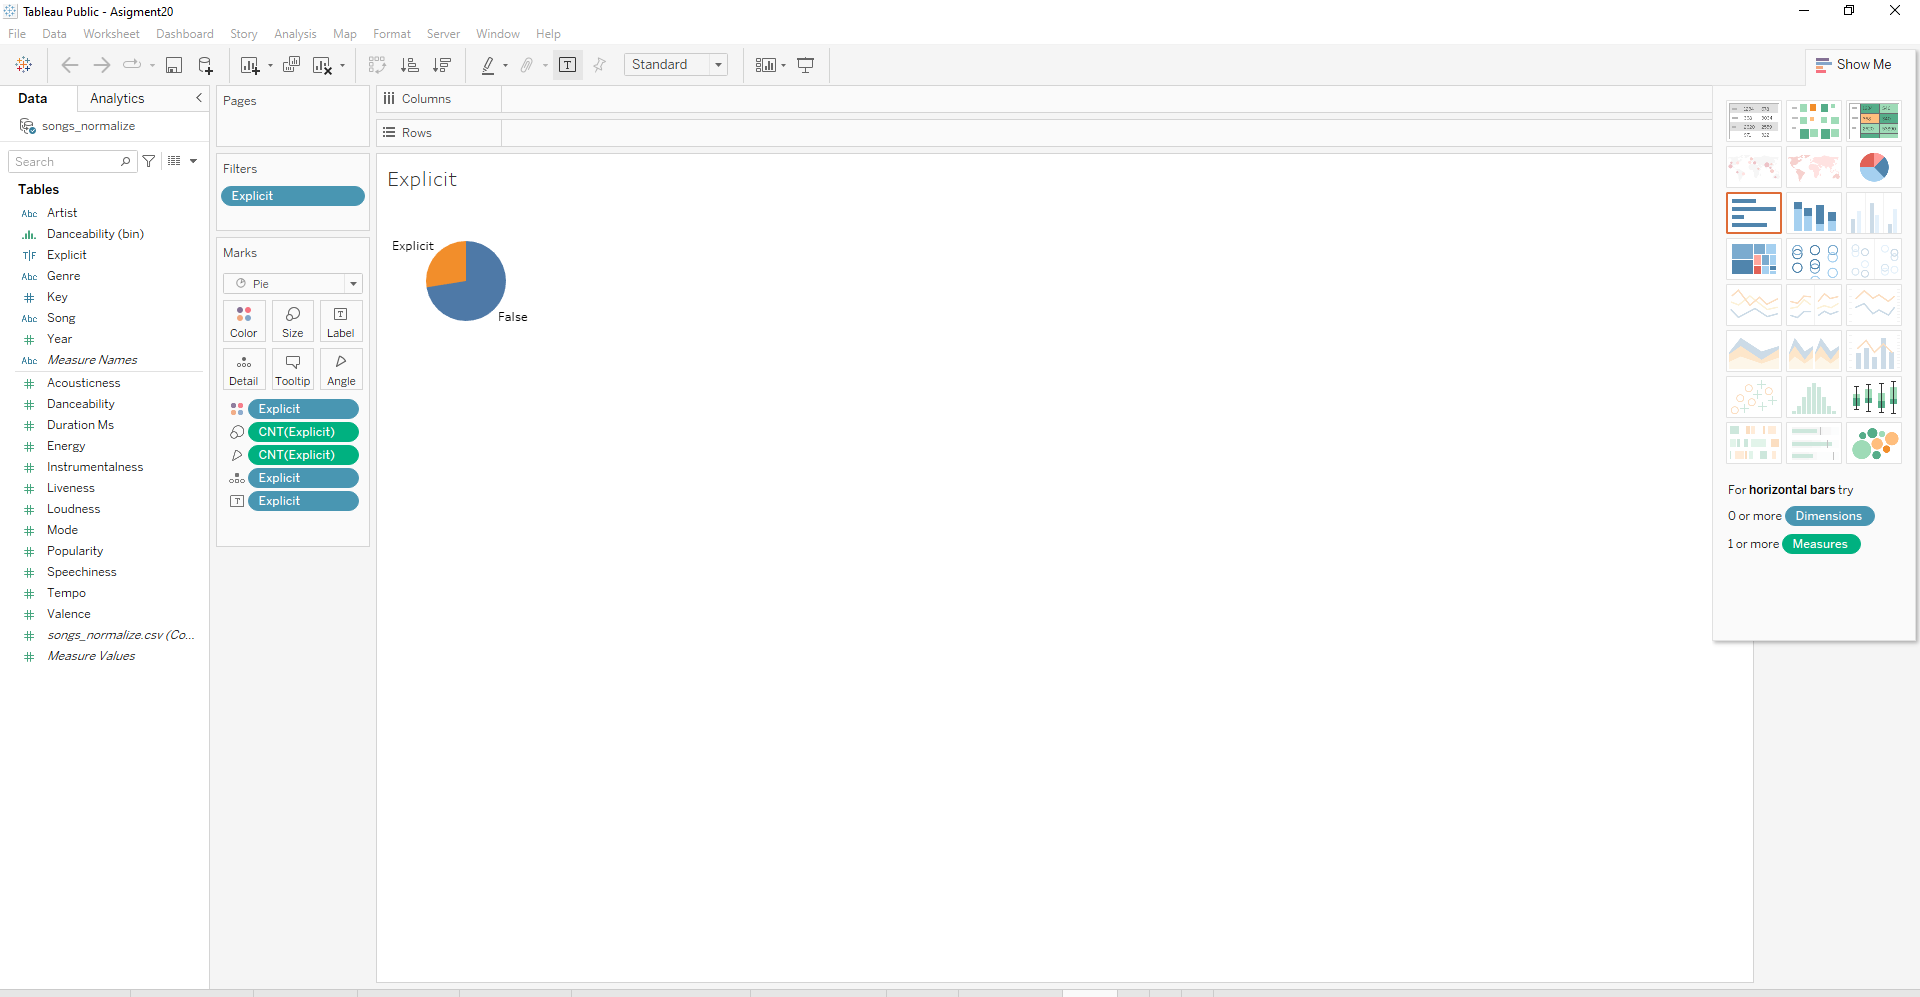 Tableau Public - Asigment20
File Data Worksheet Dashboard Story Analysis Map Format Server Window Help
Standard
Show Me
Data Analytics
songs_normalize
Search
Tables
Abc Artist
Danceability (bin)
T|F Explicit
Abc Genre
# Key
Abc Song
# Year
Abc Measure Names
# Acousticness
# Danceability
# Duration Ms
# Energy
# Instrumentalness
# Liveness
# Loudness
# Mode
# Popularity
# Speechiness
# Tempo
# Valence
# songs_normalize.csv (Co...
# Measure Values
Pages
Filters
Explicit
Marks
Pie
Color Size Label
Detail Tooltip Angle
Explicit
CNT(Explicit)
CNT(Explicit)
Explicit
Explicit
Columns
Rows
Explicit
Explicit
False
For horizontal bars try
0 or more Dimensions
1 or more Measures